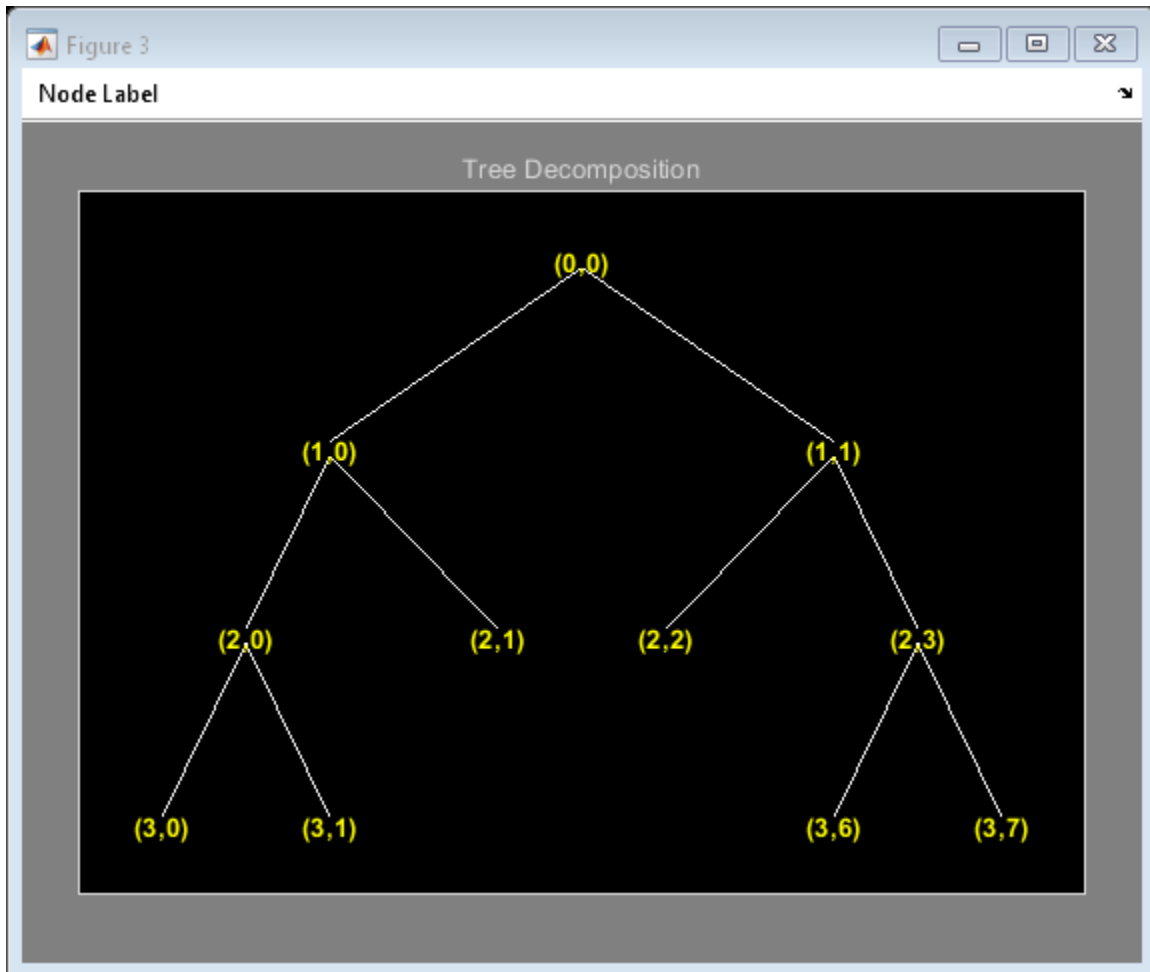 Figure 3
Node Label
Tree Decomposition
(0,0)
(1,0) (1,1)
(2,0) (2,1) (2,2) (2,3)
(3,0) (3,1) (3,6) (3,7)